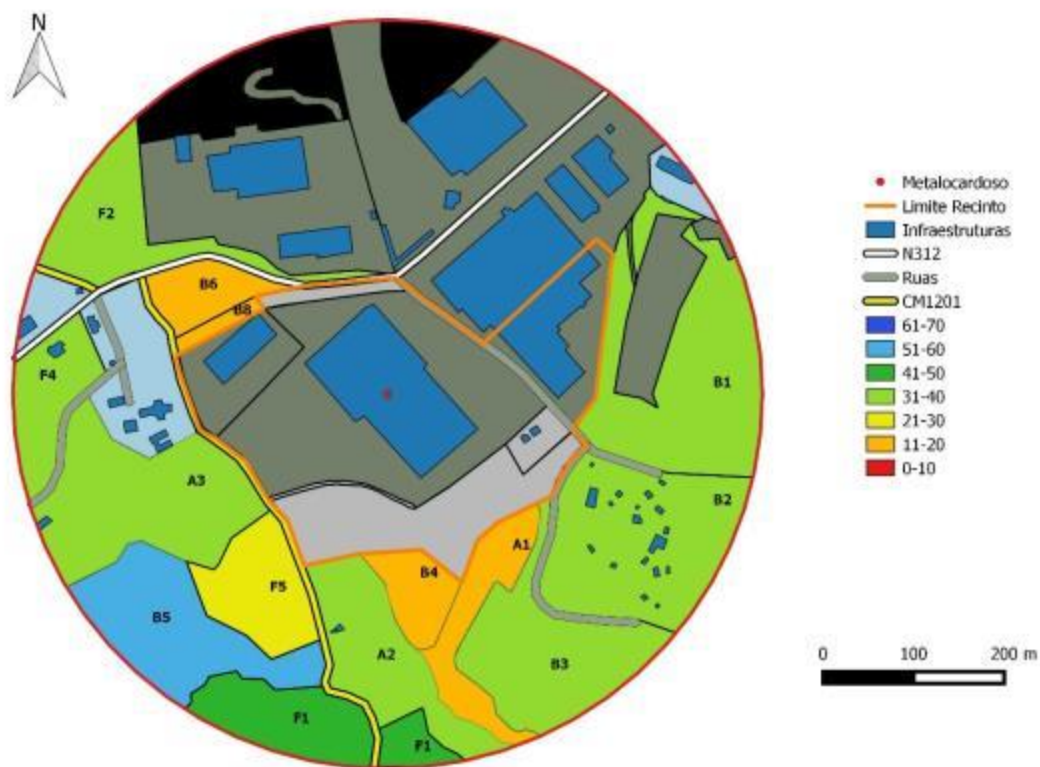 N
Metalocardoso
Limite Recinto
Infraestruturas
N312
Ruas
CM1201
61-70
51-60
41-50
31-40
21-30
11-20
0-10
F2
B6
B8
F4
B1
A3
B2
A1
B4
F5
B5
A2
B3
F1
F1
0 100 200 m